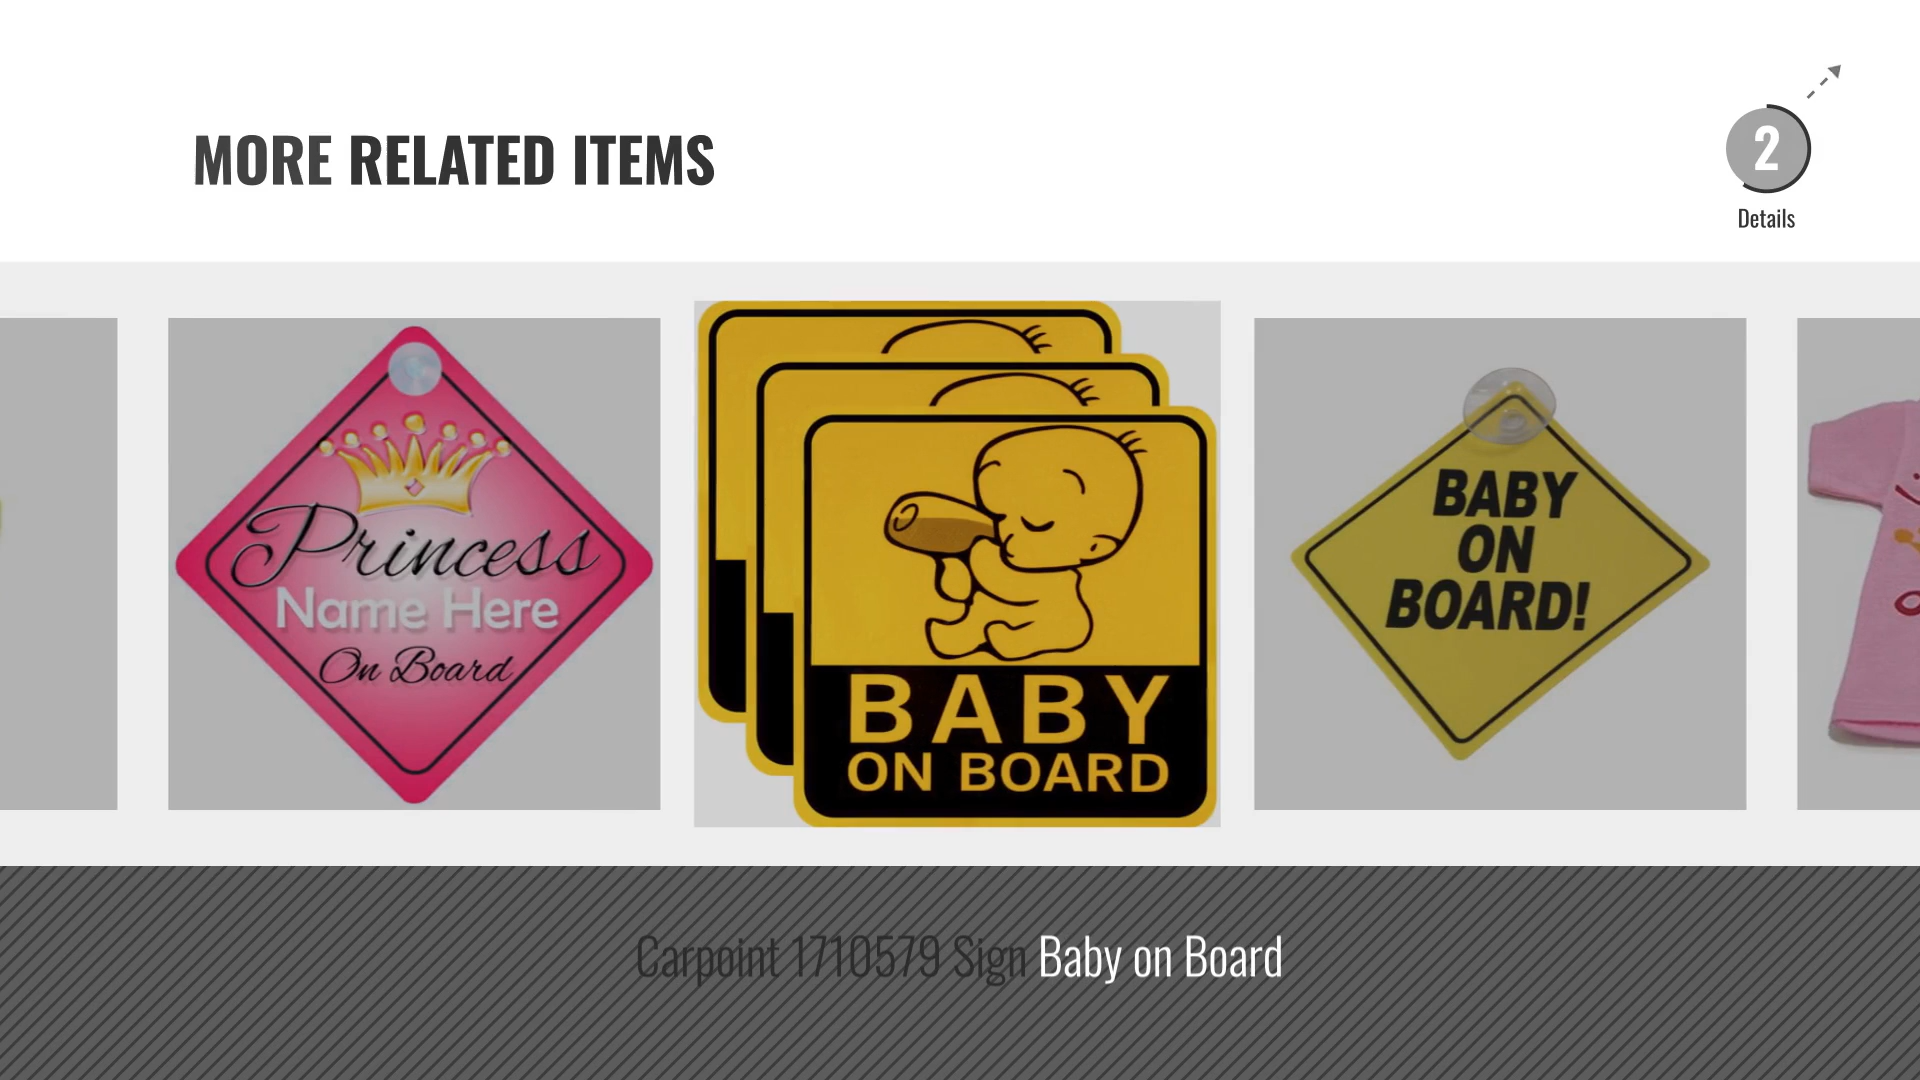 MORE RELATED ITEMS
2
Details
Princess
Name Here
On Board
BABY
ON BOARD
BABY
ON
BOARD!
Carpoint 1710579 Sign Baby on Board